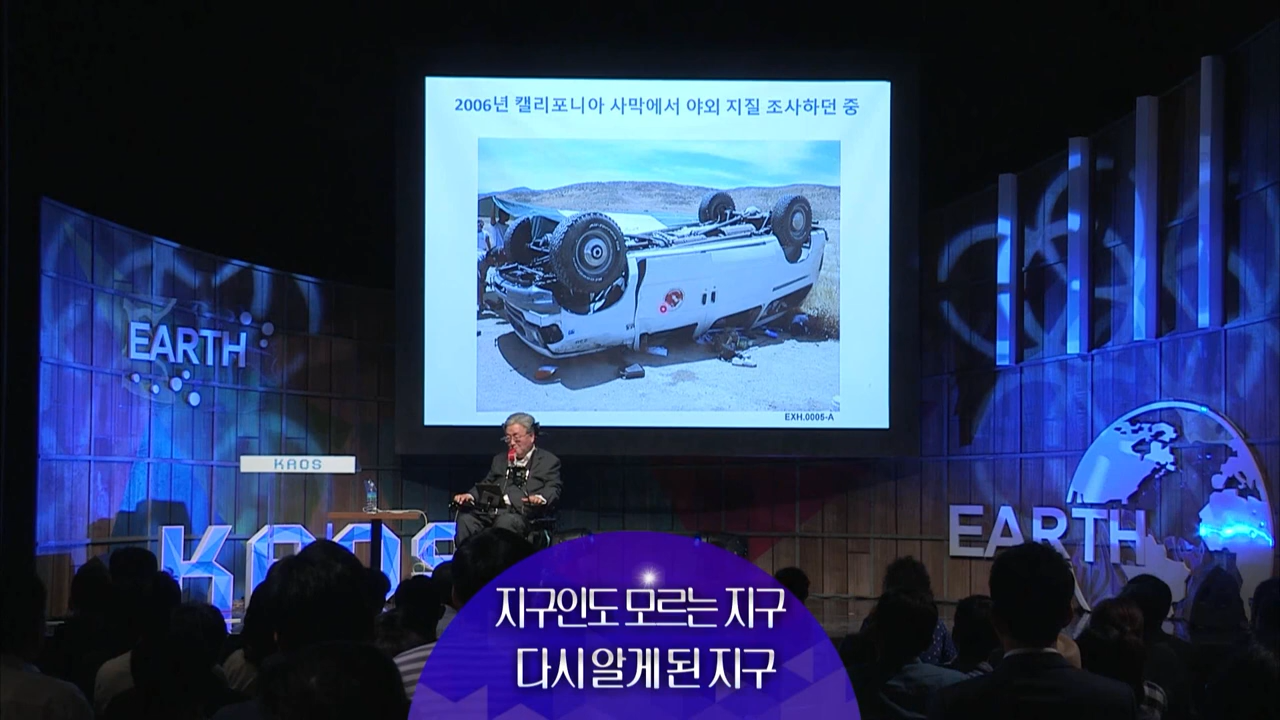 2006년 캘리포니아 사막에서 야외 지질 조사하던 중
EXH.0005-A
EARTH
KAOS
KAOS
EARTH
지구인도 모르는 지구
다시 알게 된 지구